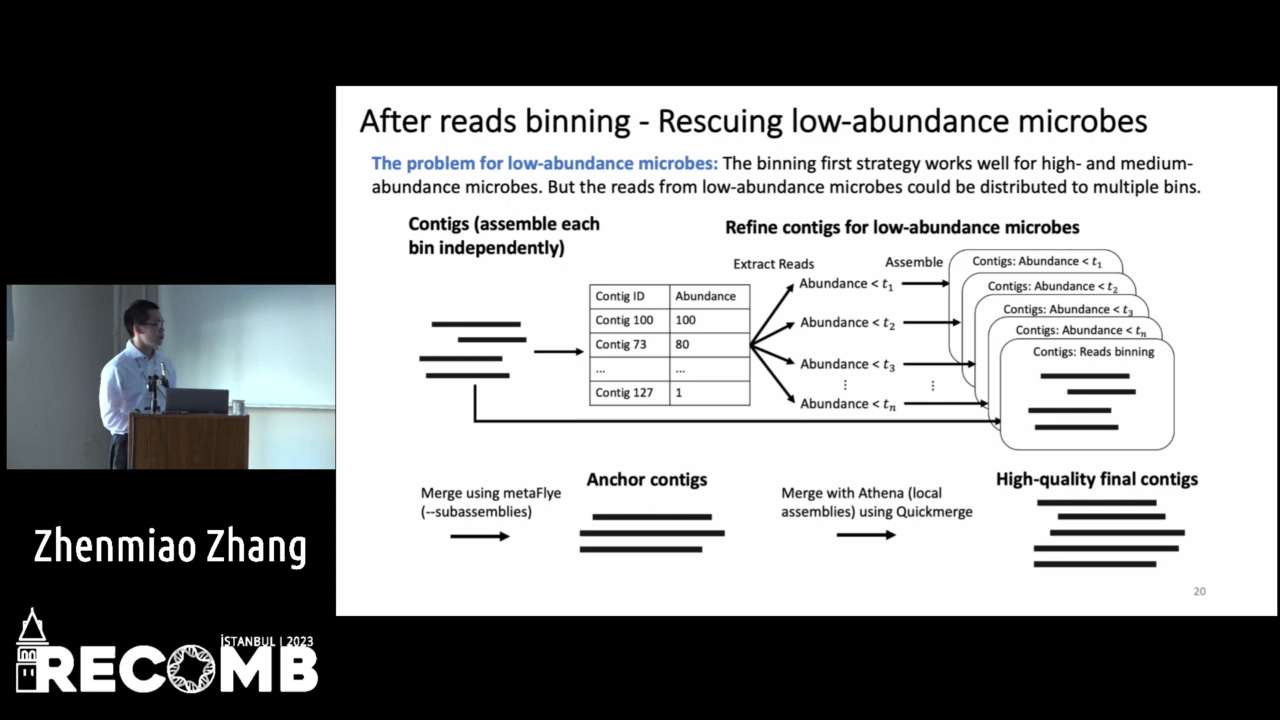 After reads binning - Rescuing low-abundance microbes
The problem for low-abundance microbes: The binning first strategy works well for high- and medium-
abundance microbes. But the reads from low-abundance microbes could be distributed to multiple bins.
Contigs (assemble each
bin independently)
Refine contigs for low-abundance microbes
Extract Reads
Assemble
Contig ID Abundance
Contig 100 100
Contig 73 80
... ...
Contig 127 1
Abundance < t₁
Abundance < t₂
Abundance < t₃
⋮ ⋮
Abundance < tₙ
Contigs: Abundance < t₁
Contigs: Abundance < t₂
Contigs: Abundance < t₃
Contigs: Abundance < tₙ
Contigs: Reads binning
Merge using metaFlye
(--subassemblies)
Anchor contigs
Merge with Athena (local
assemblies) using Quickmerge
High-quality final contigs
20
Zhenmiao Zhang
İSTANBUL | 2023
RECOMB